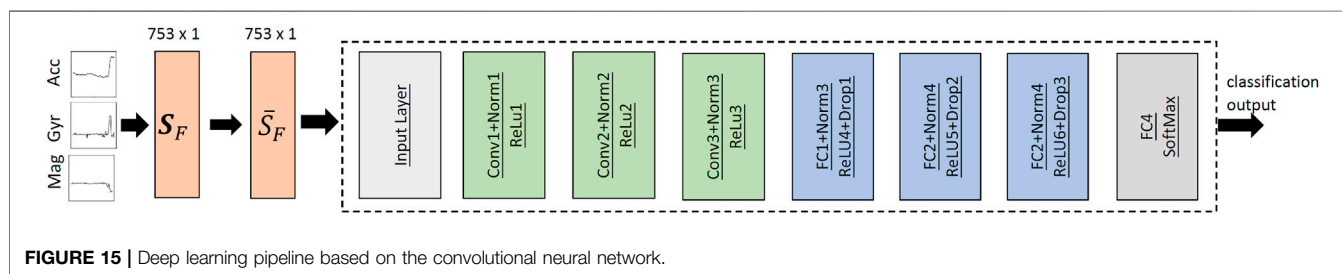 753 x 1
753 x 1
Acc
Gyr
Mag
S_F
S̄_F
Input Layer
Conv1+Norm1
ReLu1
Conv2+Norm2
ReLu2
Conv3+Norm3
ReLu3
FC1+Norm3
ReLU4+Drop1
FC2+Norm4
ReLU5+Drop2
FC2+Norm4
ReLU6+Drop3
FC4
SoftMax
classification
output
FIGURE 15 | Deep learning pipeline based on the convolutional neural network.